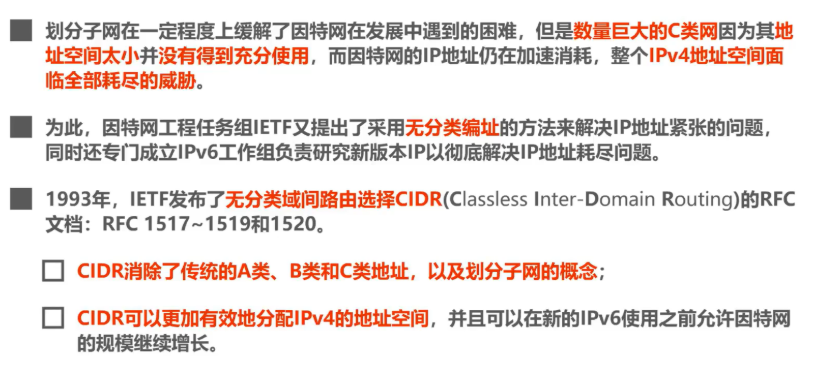 划分子网在一定程度上缓解了因特网在发展中遇到的困难，但是数量巨大的C类网因为其地
址空间太小并没有得到充分使用，而因特网的IP地址仍在加速消耗，整个IPv4地址空间面
临全部耗尽的威胁。
为此，因特网工程任务组IETF又提出了采用无分类编址的方法来解决IP地址紧张的问题，
同时还专门成立IPv6工作组负责研究新版本IP以彻底解决IP地址耗尽问题。
1993年，IETF发布了无分类域间路由选择CIDR(Classless Inter-Domain Routing)的RFC
文档：RFC 1517~1519和1520。
CIDR消除了传统的A类、B类和C类地址，以及划分子网的概念；
CIDR可以更加有效地分配IPv4的地址空间，并且可以在新的IPv6使用之前允许因特网
的规模继续增长。